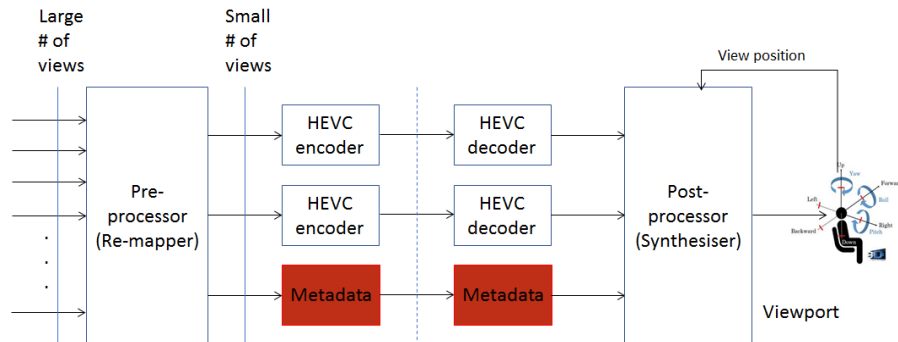 Large
# of
views
Small
# of
views
View position
HEVC
encoder
HEVC
decoder
Pre-
processor
(Re-mapper)
HEVC
encoder
HEVC
decoder
Post-
processor
(Synthesiser)
Metadata
Metadata
Viewport
Up
Yaw
Forward
Roll
Left
Right
Backward
Pitch
Down